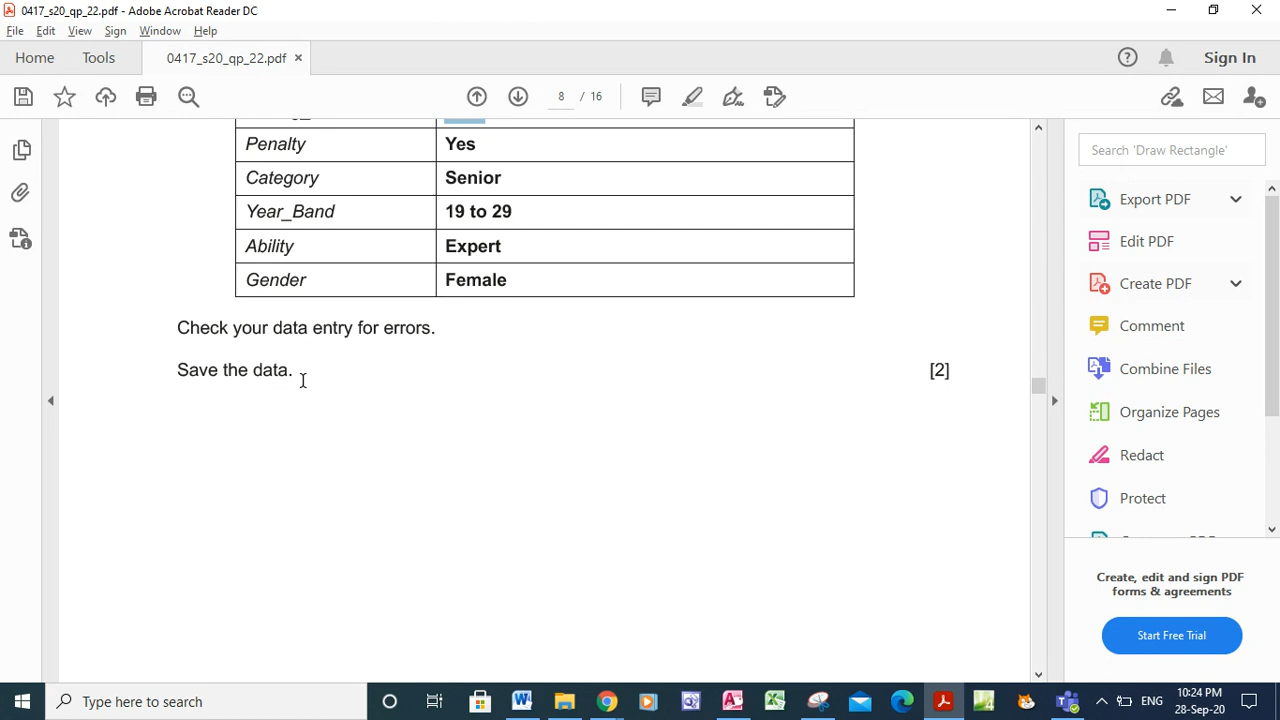 0417_s20_qp_22.pdf - Adobe Acrobat Reader DC
File Edit View Sign Window Help
Home Tools 0417_s20_qp_22.pdf × Sign In
8 / 16
Penalty Yes
Category Senior
Year_Band 19 to 29
Ability Expert
Gender Female
Check your data entry for errors.
Save the data. [2]
Search 'Draw Rectangle'
Export PDF
Edit PDF
Create PDF
Comment
Combine Files
Organize Pages
Redact
Protect
Create, edit and sign PDF
forms & agreements
Start Free Trial
Type here to search
ENG
10:24 PM
28-Sep-20